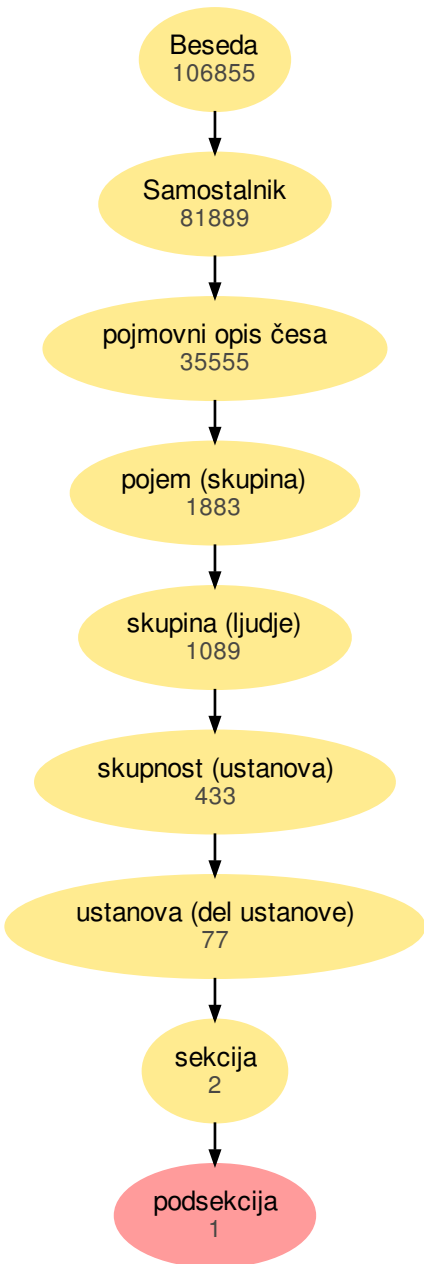 Beseda
106855
Samostalnik
81889
pojmovni opis česa
35555
pojem (skupina)
1883
skupina (ljudje)
1089
skupnost (ustanova)
433
ustanova (del ustanove)
77
sekcija
2
podsekcija
1